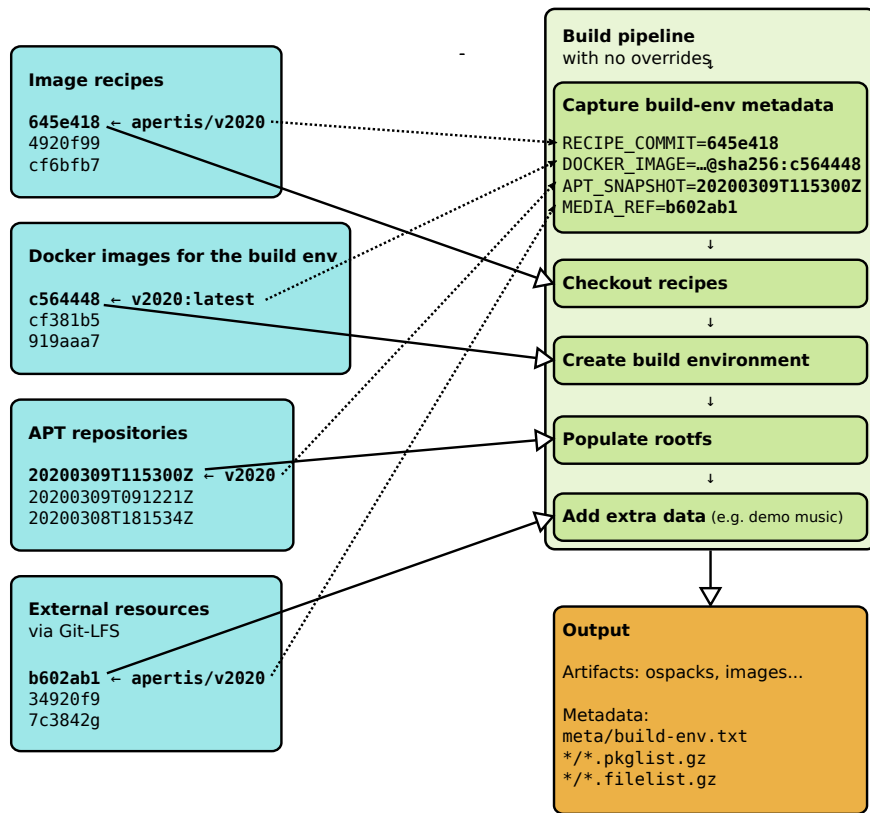 Image recipes
645e418 ← apertis/v2020
4920f99
cf6bfb7
Docker images for the build env
c564448 ← v2020:latest
cf381b5
919aaa7
APT repositories
20200309T115300Z ← v2020
20200309T091221Z
20200308T181534Z
External resources
via Git-LFS
b602ab1 ← apertis/v2020
34920f9
7c3842g
-
Build pipeline
with no overrides
↓
Capture build-env metadata
RECIPE_COMMIT=645e418
DOCKER_IMAGE=…@sha256:c564448
APT_SNAPSHOT=20200309T115300Z
MEDIA_REF=b602ab1
↓
Checkout recipes
↓
Create build environment
↓
Populate rootfs
↓
Add extra data (e.g. demo music)
Output
Artifacts: ospacks, images...
Metadata:
meta/build-env.txt
*/*.pkglist.gz
*/*.filelist.gz